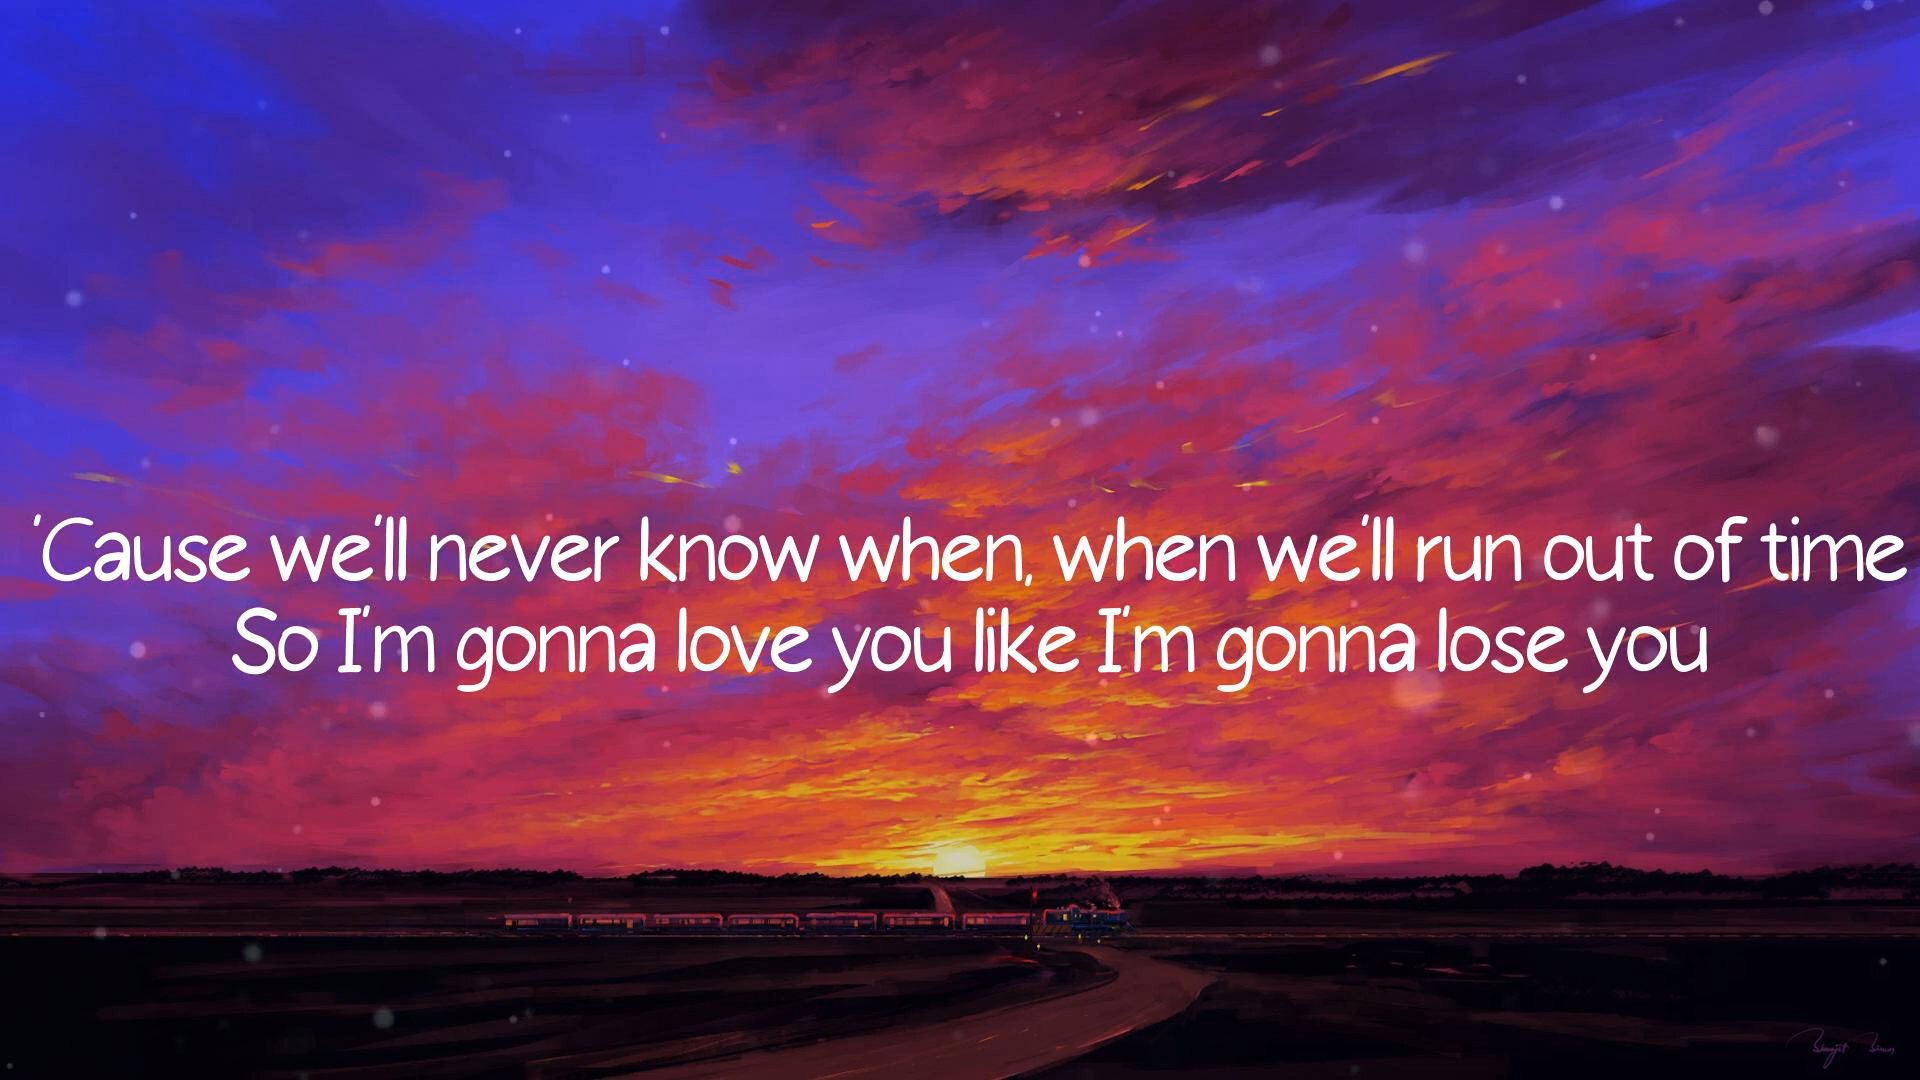 'Cause we'll never know when, when we'll run out of time
So I'm gonna love you like I'm gonna lose you